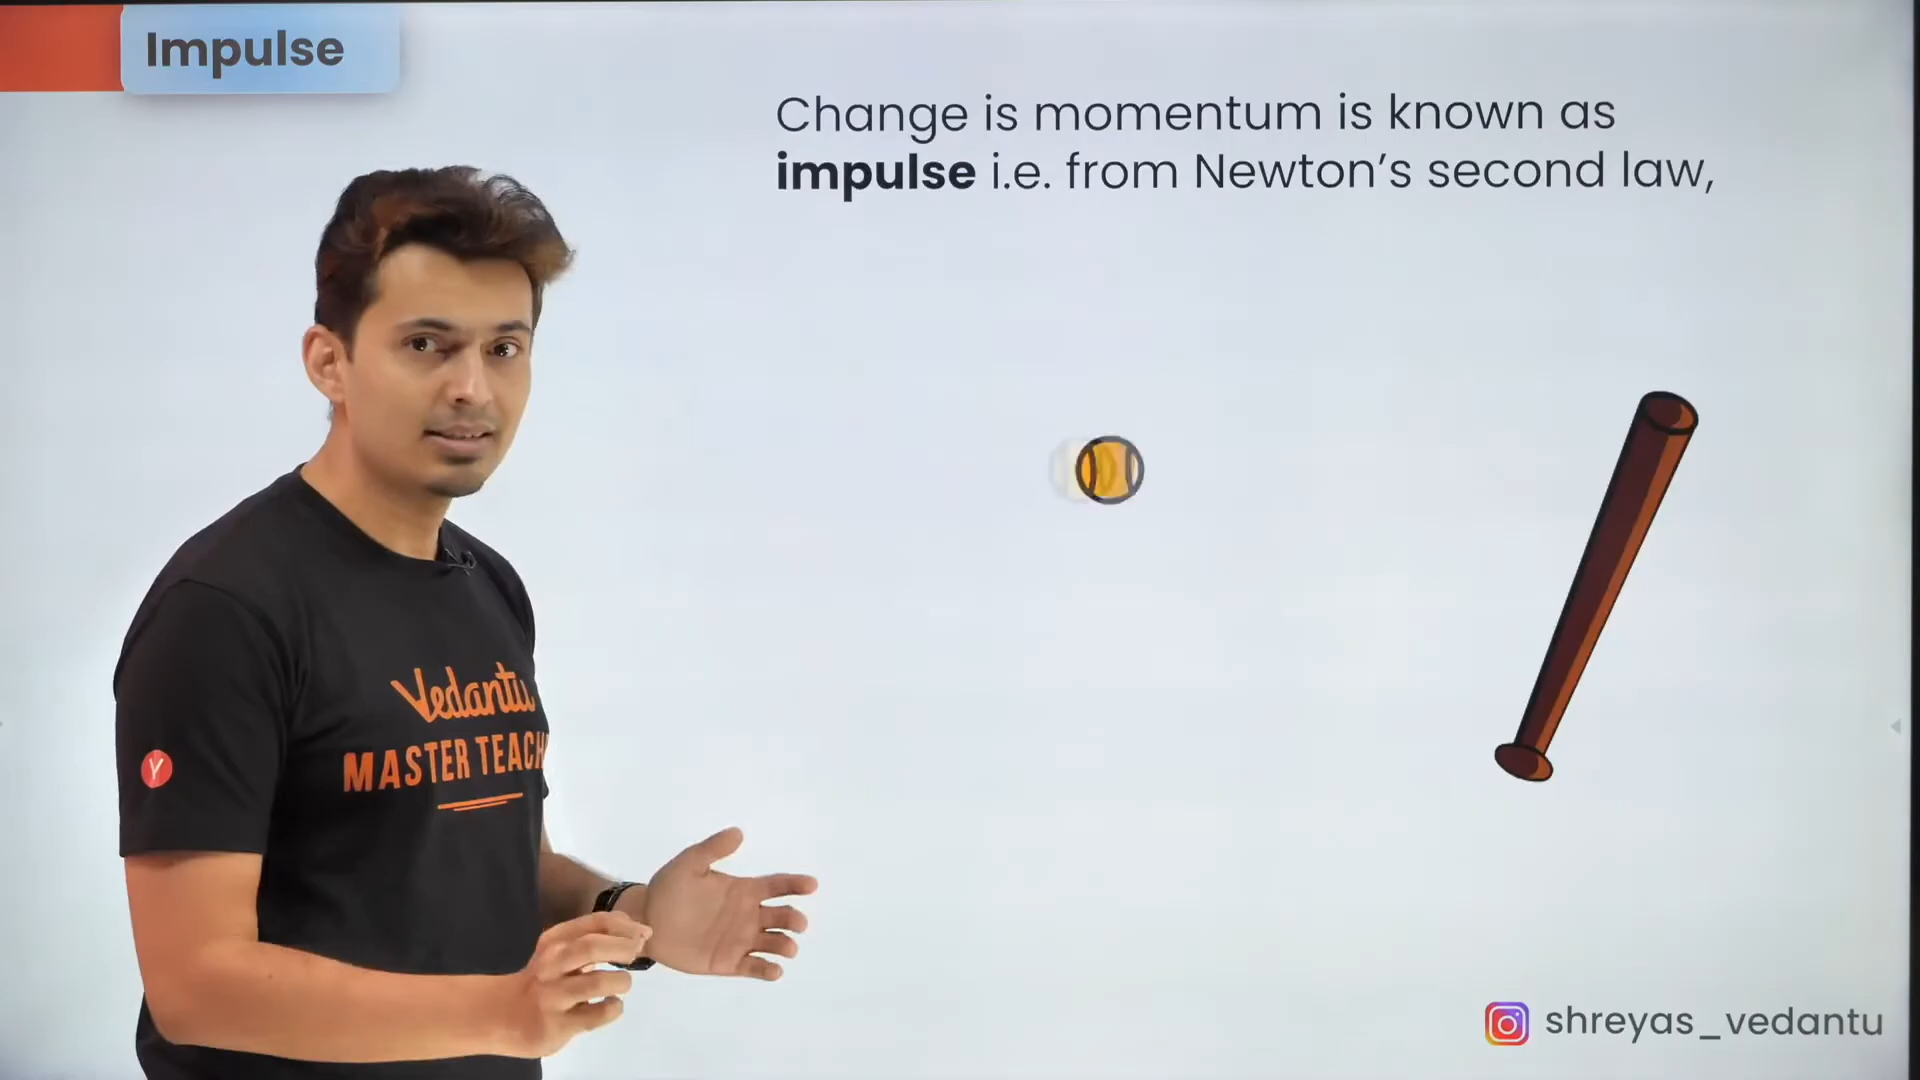 Impulse
Change is momentum is known as
impulse i.e. from Newton's second law,
Vedantu
MASTER TEACH
shreyas_vedantu